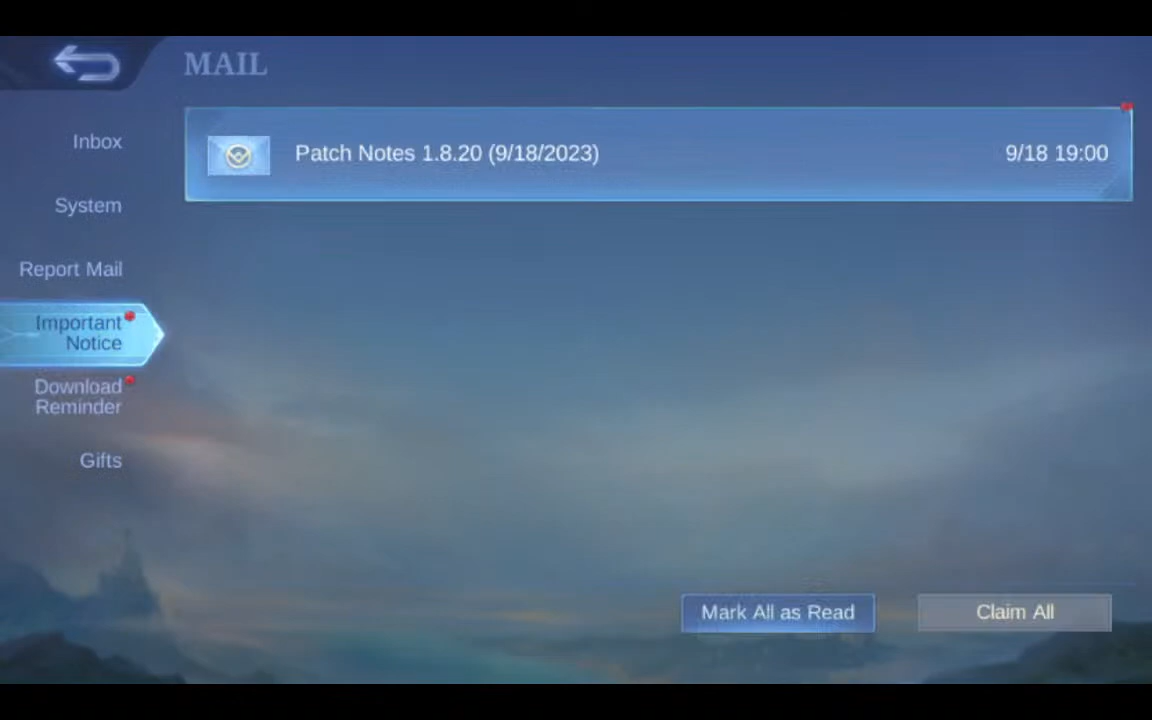 MAIL
Inbox
Patch Notes 1.8.20 (9/18/2023) 9/18 19:00
System
Report Mail
Important
Notice
Download
Reminder
Gifts
Mark All as Read Claim All